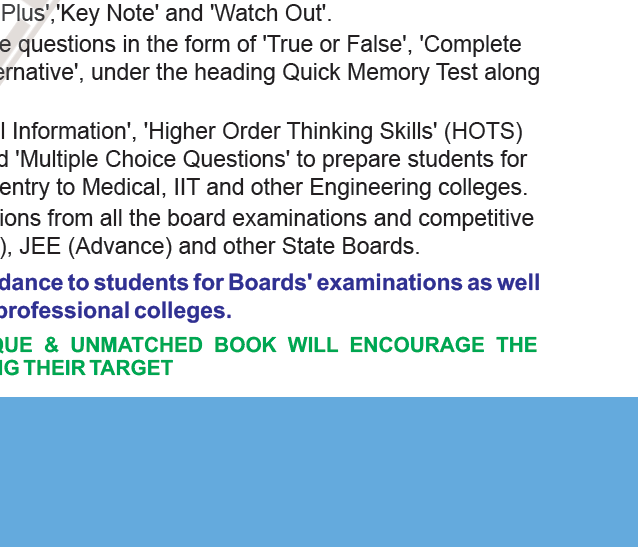 Plus','Key Note' and 'Watch Out'.
e questions in the form of 'True or False', 'Complete
ernative', under the heading Quick Memory Test along
l Information', 'Higher Order Thinking Skills' (HOTS)
d 'Multiple Choice Questions' to prepare students for
entry to Medical, IIT and other Engineering colleges.
ions from all the board examinations and competitive
), JEE (Advance) and other State Boards.
dance to students for Boards' examinations as well
professional colleges.
QUE & UNMATCHED BOOK WILL ENCOURAGE THE
NG THEIR TARGET